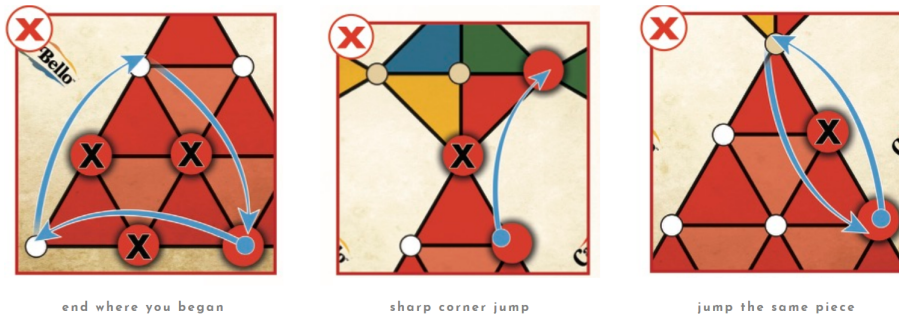 Bello
X
X
X
X
X
end where you began
sharp corner jump
jump the same piece